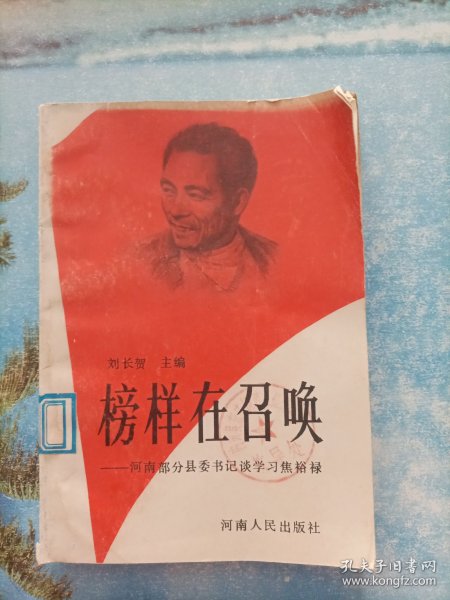 刘长贺 主编
榜样在召唤
——河南部分县委书记谈学习焦裕禄
河南人民出版社
孔夫子旧书网
www.kongfz.com